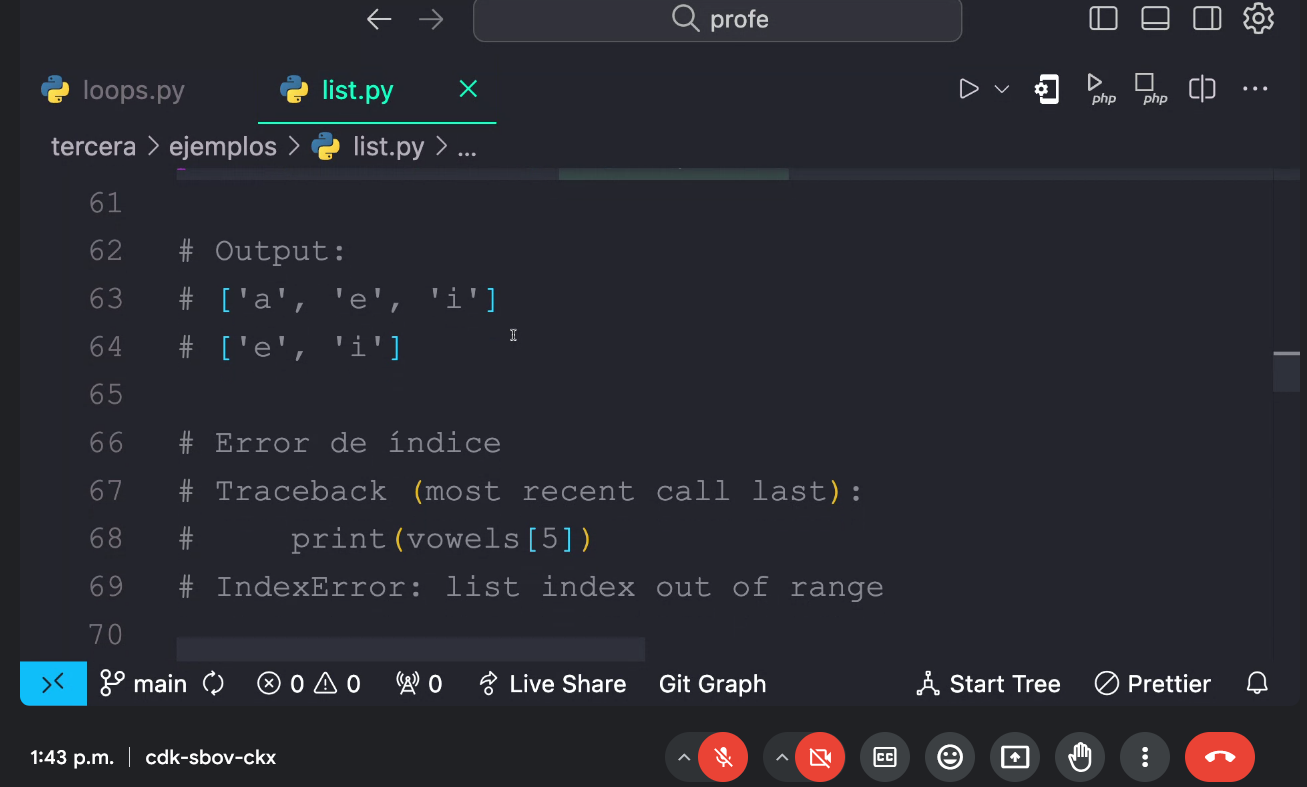 profe
loops.py
list.py
php
php
tercera > ejemplos > list.py > ...
61
62 # Output:
63 # ['a', 'e', 'i']
64 # ['e', 'i']
65
66 # Error de índice
67 # Traceback (most recent call last):
68 #     print(vowels[5])
69 # IndexError: list index out of range
70
main 0 0 0 Live Share Git Graph Start Tree Prettier
1:43 p.m. | cdk-sbov-ckx
CC